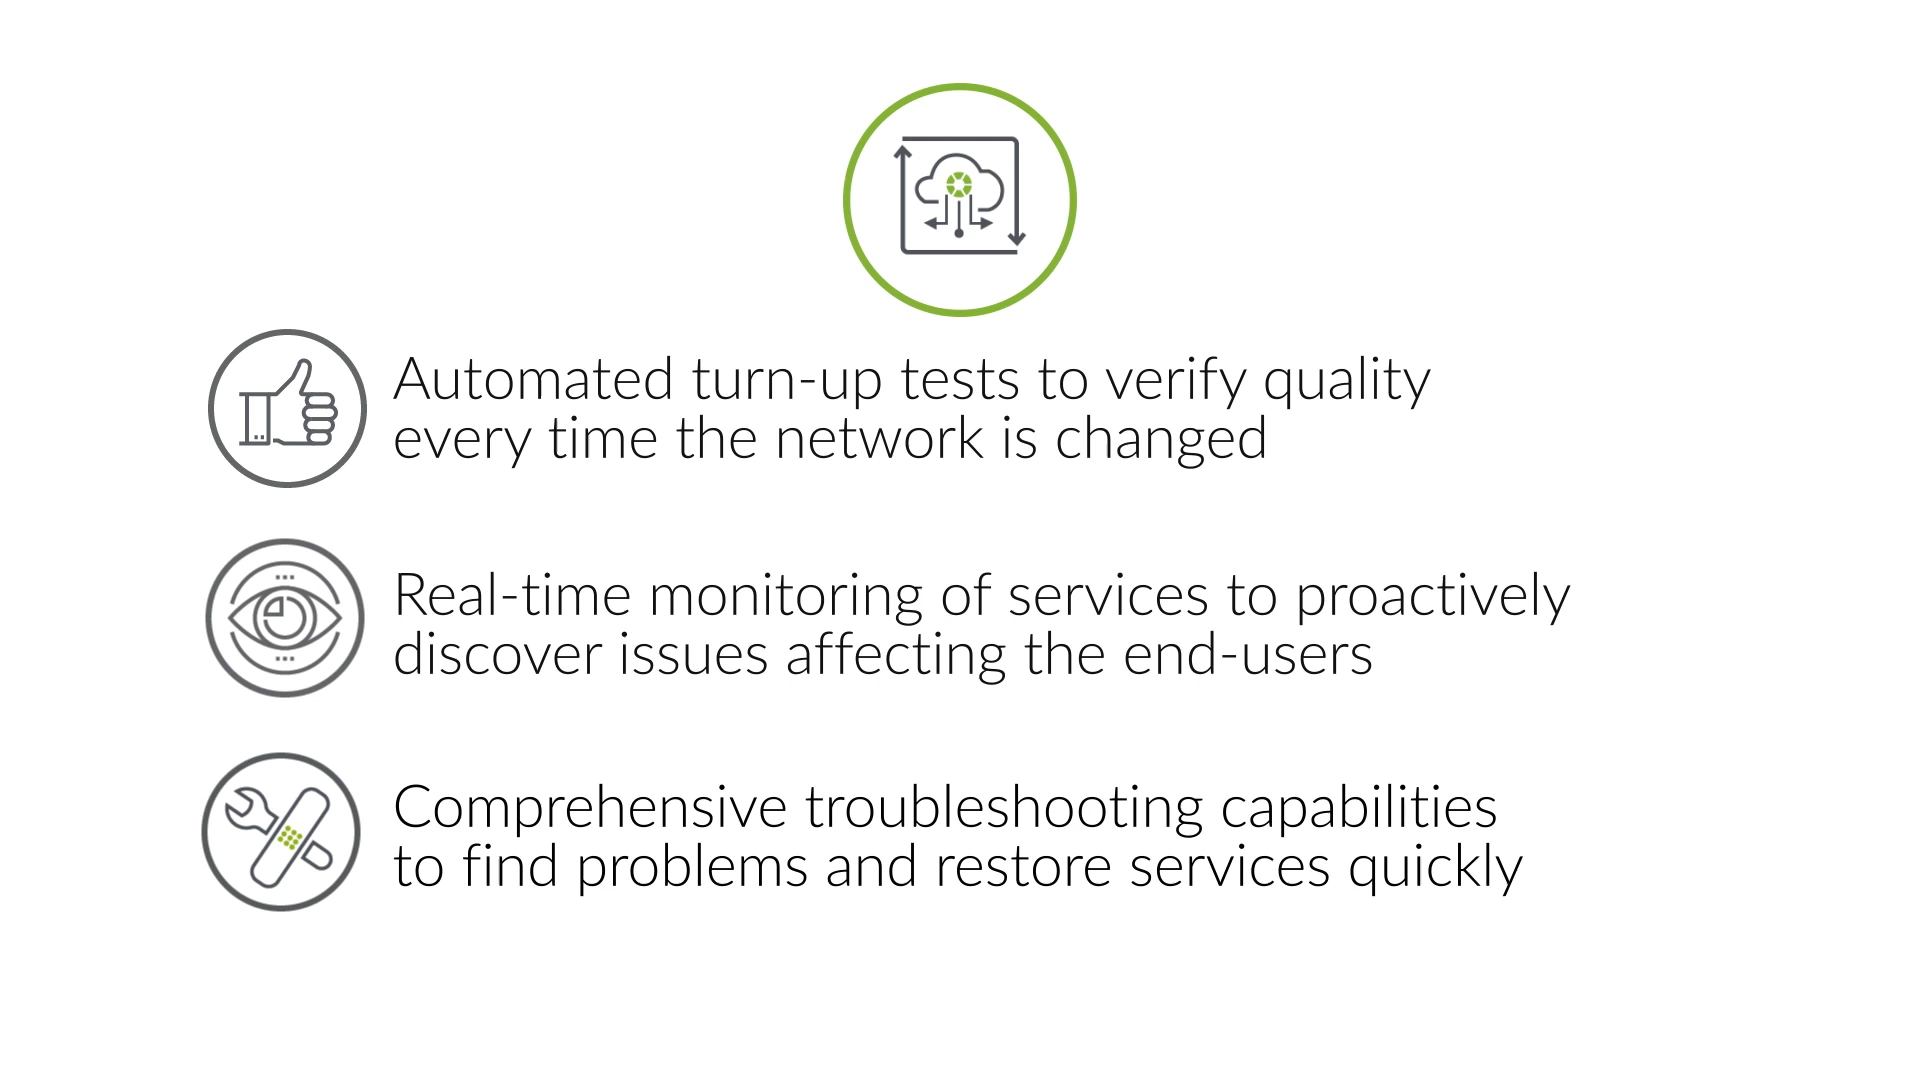 Automated turn-up tests to verify quality
every time the network is changed
Real-time monitoring of services to proactively
discover issues affecting the end-users
Comprehensive troubleshooting capabilities
to find problems and restore services quickly